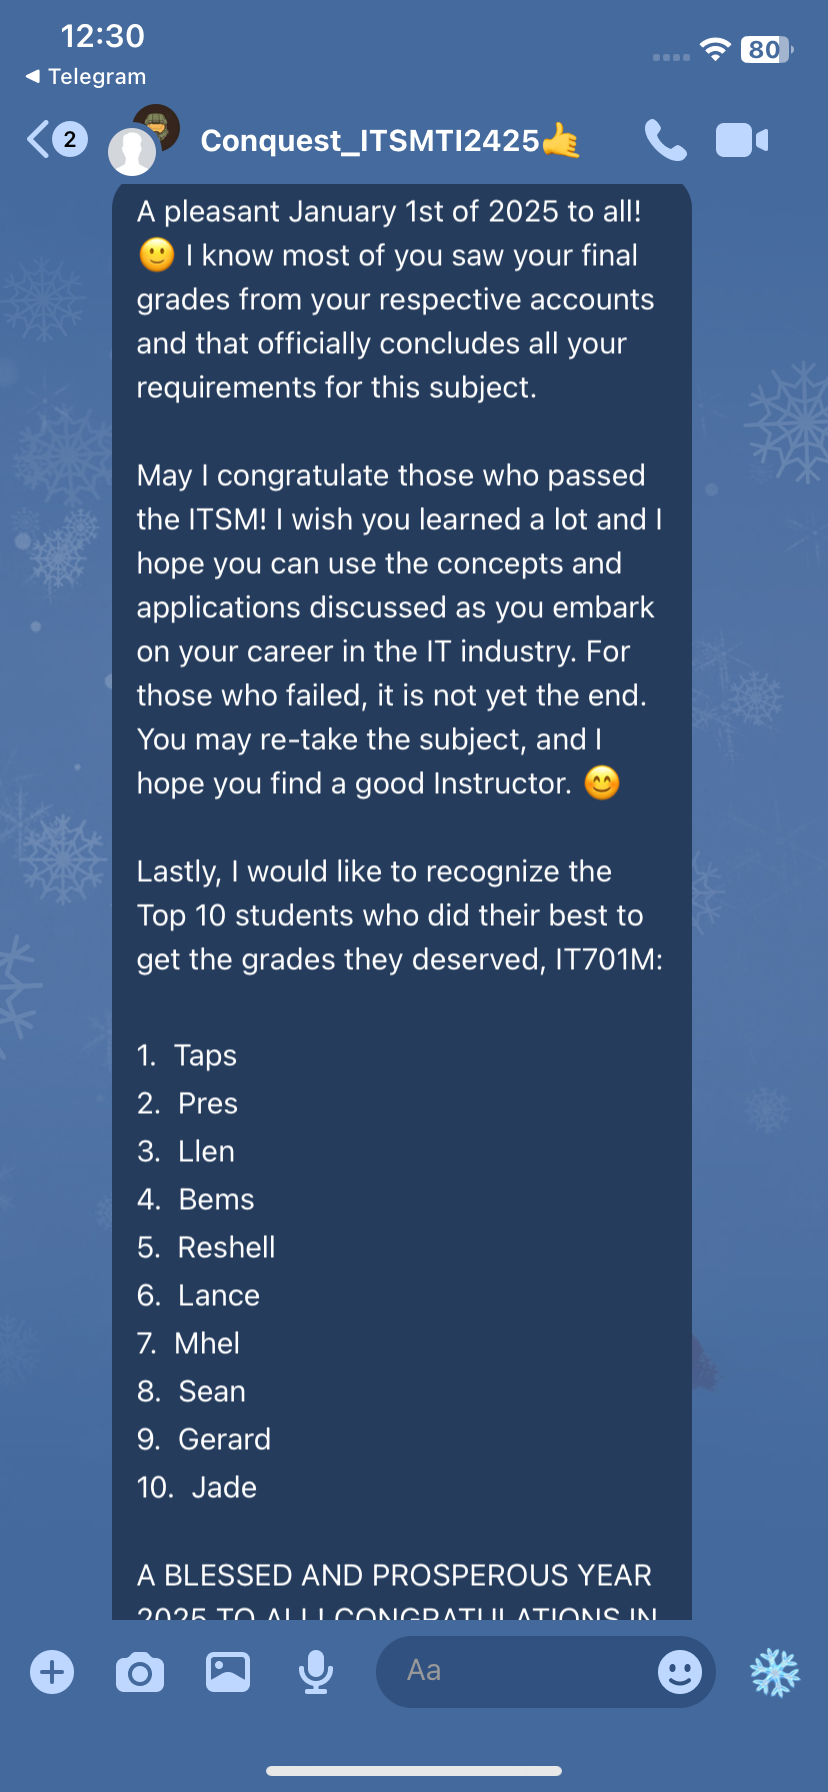 12:30
◀ Telegram
80
2
Conquest_ITSMTI2425🤙
A pleasant January 1st of 2025 to all!
🙂 I know most of you saw your final
grades from your respective accounts
and that officially concludes all your
requirements for this subject.
May I congratulate those who passed
the ITSM! I wish you learned a lot and I
hope you can use the concepts and
applications discussed as you embark
on your career in the IT industry. For
those who failed, it is not yet the end.
You may re-take the subject, and I
hope you find a good Instructor. 😊
Lastly, I would like to recognize the
Top 10 students who did their best to
get the grades they deserved, IT701M:
1. Taps
2. Pres
3. Llen
4. Bems
5. Reshell
6. Lance
7. Mhel
8. Sean
9. Gerard
10. Jade
A BLESSED AND PROSPEROUS YEAR
2025 TO ALL! CONGRATULATIONS IN
Aa